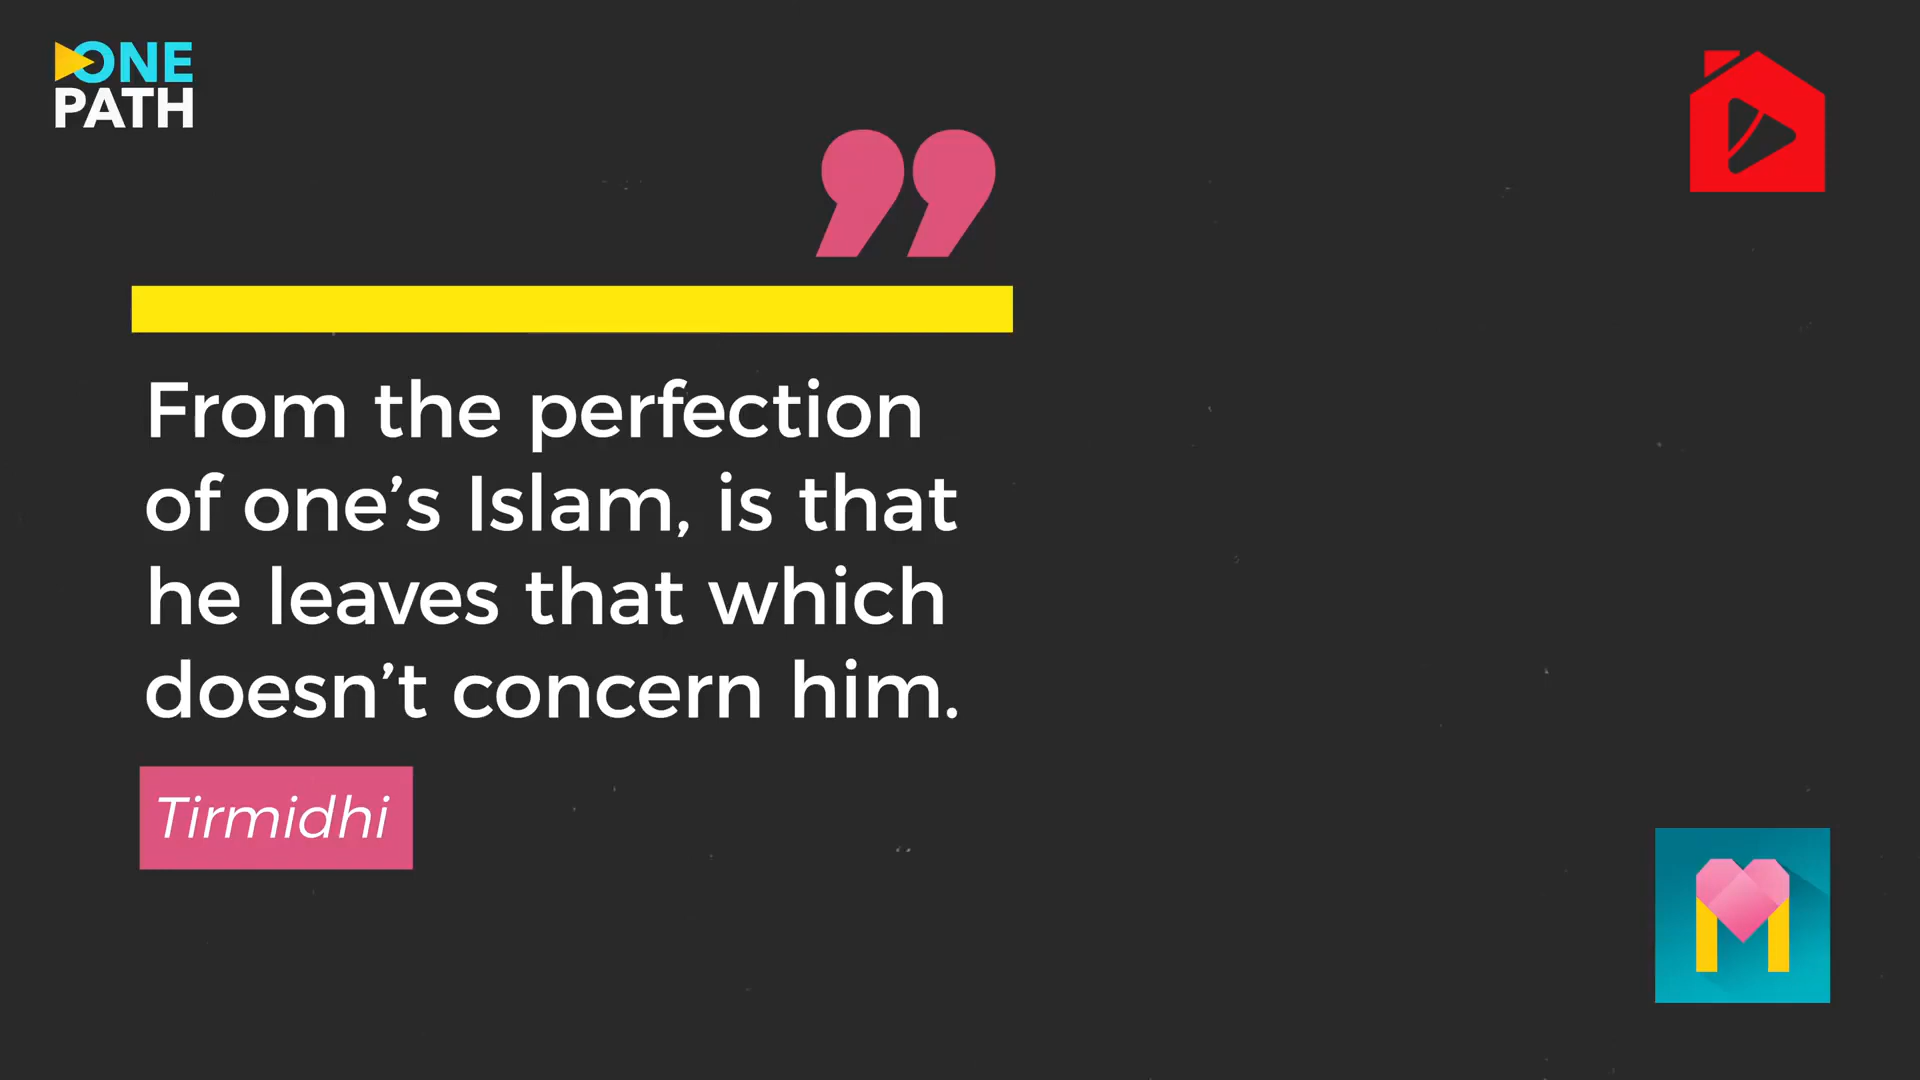 ONE
PATH
From the perfection
of one’s Islam, is that
he leaves that which
doesn’t concern him.
Tirmidhi